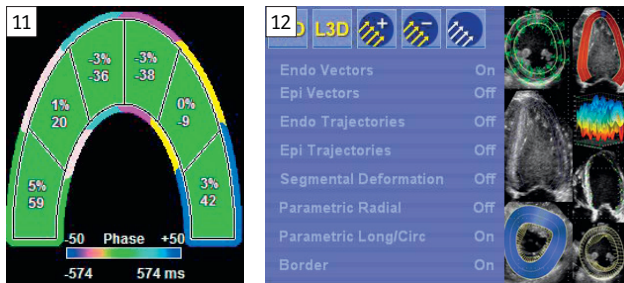 11
-3%
-36
-3%
-38
1%
20
0%
-9
5%
59
3%
42
-50 Phase +50
-574 574 ms
12
D L3D + −
Endo Vectors On
Epi Vectors Off
Endo Trajectories Off
Epi Trajectories Off
Segmental Deformation Off
Parametric Radial Off
Parametric Long/Circ On
Border On